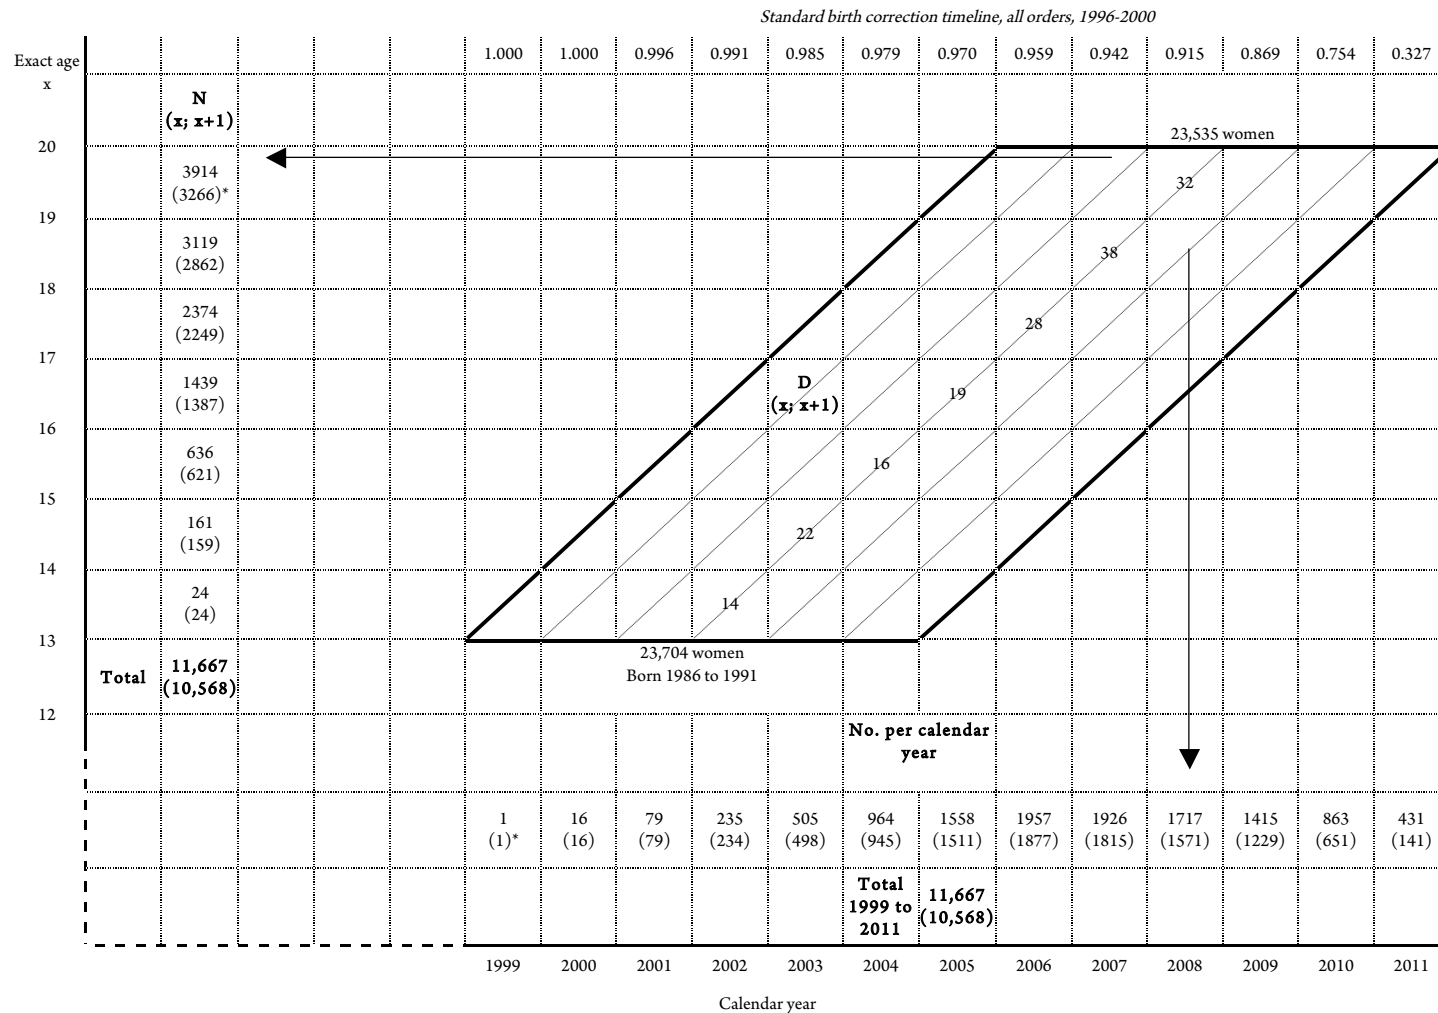 Standard birth correction timeline, all orders, 1996-2000
Exact age
x
1.000 1.000 0.996 0.991 0.985 0.979 0.970 0.959 0.942 0.915 0.869 0.754 0.327
N
(x; x+1)
20
23,535 women
3914
(3266)*
32
19
3119
(2862)
38
18
2374
(2249)
28
17
1439
(1387)
D
(x; x+1)
19
16
636
(621)
16
15
161
(159)
22
14
24
(24)
14
13
23,704 women
Born 1986 to 1991
Total
11,667
(10,568)
12
No. per calendar
year
1 16 79 235 505 964 1558 1957 1926 1717 1415 863 431
(1)* (16) (79) (234) (498) (945) (1511) (1877) (1815) (1571) (1229) (651) (141)
Total
1999 to
2011
11,667
(10,568)
1999 2000 2001 2002 2003 2004 2005 2006 2007 2008 2009 2010 2011
Calendar year